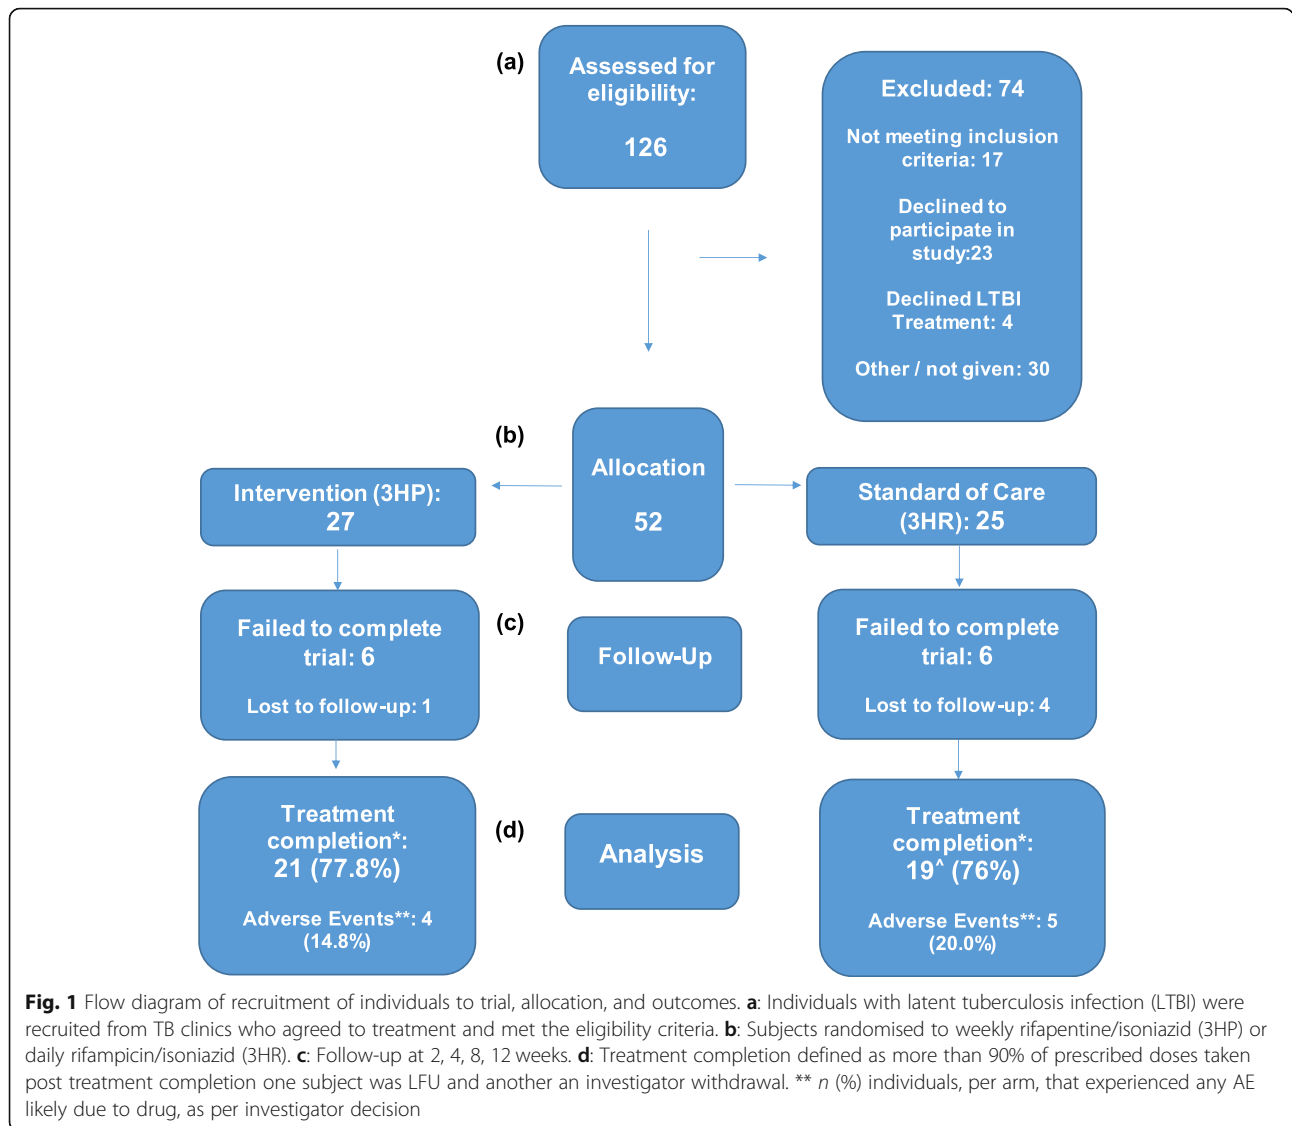 (a)
Assessed for
eligibility:
126
Excluded: 74
Not meeting inclusion
criteria: 17
Declined to
participate in
study:23
Declined LTBI
Treatment: 4
Other / not given: 30
(b)
Allocation
52
Intervention (3HP):
27
Standard of Care
(3HR): 25
Failed to complete
trial: 6
Lost to follow-up: 1
(c)
Follow-Up
Failed to complete
trial: 6
Lost to follow-up: 4
Treatment
completion*:
21 (77.8%)
Adverse Events**: 4
(14.8%)
(d)
Analysis
Treatment
completion*:
19^ (76%)
Adverse Events**: 5
(20.0%)
Fig. 1 Flow diagram of recruitment of individuals to trial, allocation, and outcomes. a: Individuals with latent tuberculosis infection (LTBI) were
recruited from TB clinics who agreed to treatment and met the eligibility criteria. b: Subjects randomised to weekly rifapentine/isoniazid (3HP) or
daily rifampicin/isoniazid (3HR). c: Follow-up at 2, 4, 8, 12 weeks. d: Treatment completion defined as more than 90% of prescribed doses taken
post treatment completion one subject was LFU and another an investigator withdrawal. ** n (%) individuals, per arm, that experienced any AE
likely due to drug, as per investigator decision